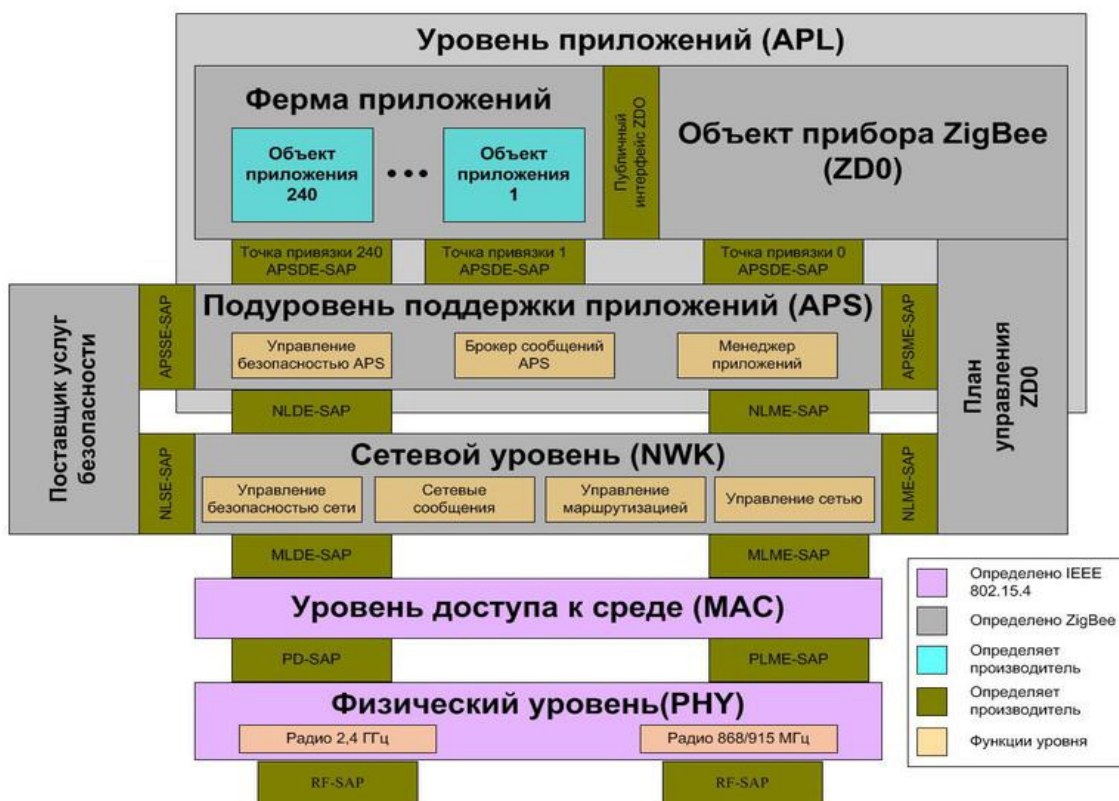 Уровень приложений (APL)
Ферма приложений
Объект
приложения
240
Объект
приложения
1
Публичный
интерфейс ZDO
Объект прибора ZigBee
(ZD0)
Точка привязки 240
APSDE-SAP
Точка привязки 1
APSDE-SAP
Точка привязки 0
APSDE-SAP
Поставщик услуг
безопасности
APSSE-SAP
Подуровень поддержки приложений (APS)
Управление
безопасностью APS
Брокер сообщений
APS
Менеджер
приложений
APSME-SAP
План
управления
ZD0
NLDE-SAP
NLME-SAP
NLSE-SAP
Сетевой уровень (NWK)
Управление
безопасностью сети
Сетевые
сообщения
Управление
маршрутизацией
Управление сетью
NLME-SAP
MLDE-SAP
MLME-SAP
Уровень доступа к среде (MAC)
PD-SAP
PLME-SAP
Физический уровень(PHY)
Радио 2,4 ГГц
Радио 868/915 МГц
RF-SAP
RF-SAP
Определено IEEE
802.15.4
Определено ZigBee
Определяет
производитель
Определяет
производитель
Функции уровня